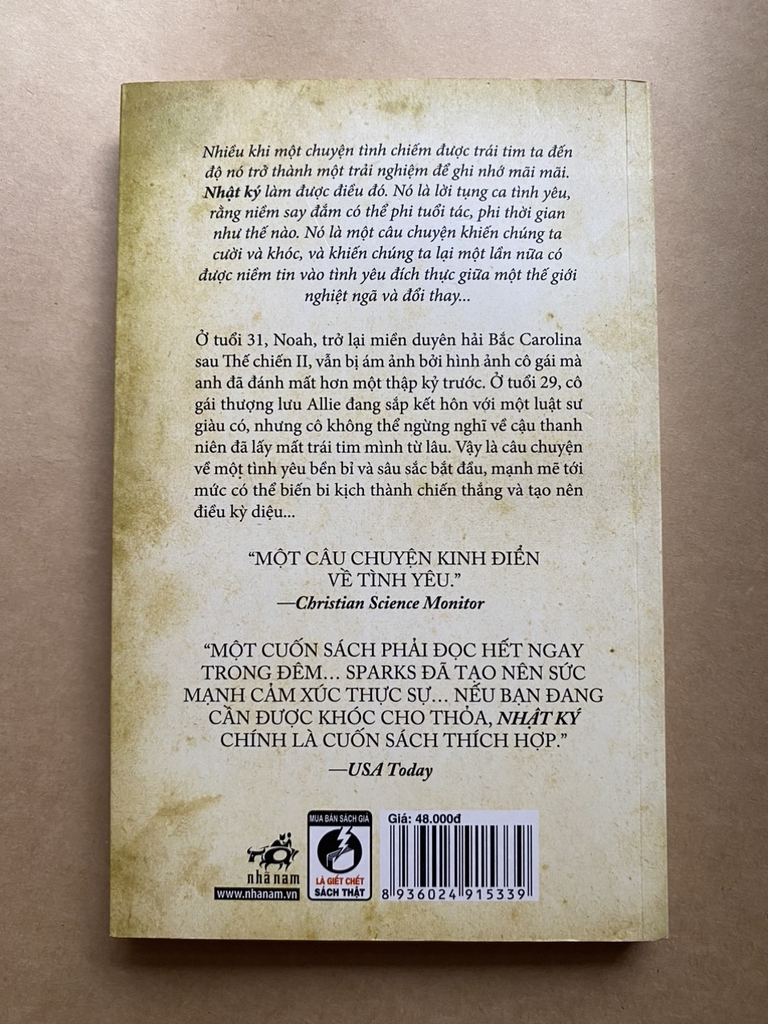 Nhiều khi một chuyện tình chiếm được trái tim ta đến
độ nó trở thành một trải nghiệm để ghi nhớ mãi mãi.
Nhật ký làm được điều đó. Nó là lời tụng ca tình yêu,
rằng niềm say đắm có thể phi tuổi tác, phi thời gian
như thế nào. Nó là một câu chuyện khiến chúng ta
cười và khóc, và khiến chúng ta lại một lần nữa có
được niềm tin vào tình yêu đích thực giữa một thế giới
nghiệt ngã và đổi thay...
Ở tuổi 31, Noah, trở lại miền duyên hải Bắc Carolina
sau Thế chiến II, vẫn bị ám ảnh bởi hình ảnh cô gái mà
anh đã đánh mất hơn một thập kỷ trước. Ở tuổi 29, cô
gái thượng lưu Allie đang sắp kết hôn với một luật sư
giàu có, nhưng cô không thể ngừng nghĩ về cậu thanh
niên đã lấy mất trái tim mình từ lâu. Vậy là câu chuyện
về một tình yêu bền bỉ và sâu sắc bắt đầu, mạnh mẽ tới
mức có thể biến bi kịch thành chiến thắng và tạo nên
điều kỳ diệu...
“MỘT CÂU CHUYỆN KINH ĐIỂN
VỀ TÌNH YÊU.”
—Christian Science Monitor
“MỘT CUỐN SÁCH PHẢI ĐỌC HẾT NGAY
TRONG ĐÊM... SPARKS ĐÃ TẠO NÊN SỨC
MẠNH CẢM XÚC THỰC SỰ... NẾU BẠN ĐANG
CẦN ĐƯỢC KHÓC CHO THỎA, NHẬT KÝ
CHÍNH LÀ CUỐN SÁCH THÍCH HỢP.”
—USA Today
nhã nam
www.nhanam.vn
MUA BÁN SÁCH GIẢ
LÀ GIẾT CHẾT
SÁCH THẬT
Giá: 48.000đ
8 936024 915339